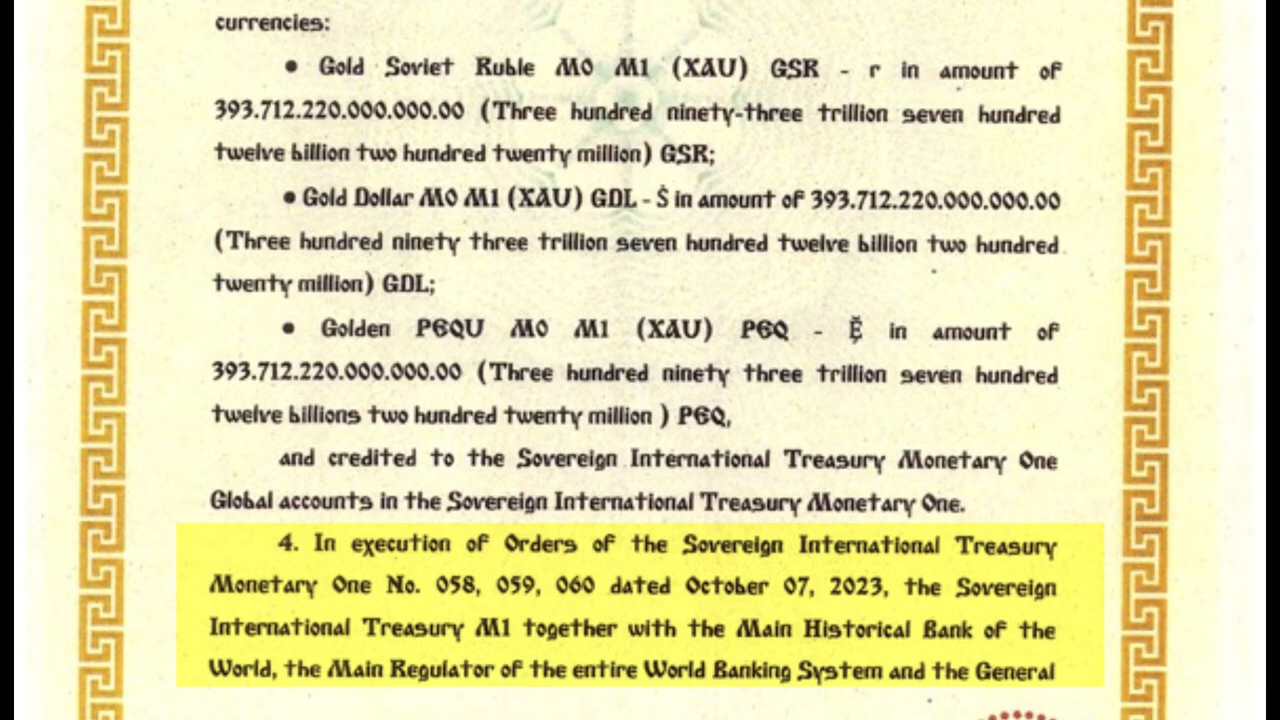 currencies:
• Gold Soviet Ruble M0 M1 (XAU) GSR - r in amount of
393.712.220.000.000.00 (Three hundred ninety-three trillion seven hundred
twelve billion two hundred twenty million) GSR;
• Gold Dollar M0 M1 (XAU) GDL - Ṡ in amount of 393.712.220.000.000.00
(Three hundred ninety three trillion seven hundred twelve billion two hundred
twenty million) GDL;
• Golden PEQU M0 M1 (XAU) PEQ - Ḝ in amount of
393.712.220.000.000.00 (Three hundred ninety three trillion seven hundred
twelve billions two hundred twenty million ) PEQ,
and credited to the Sovereign International Treasury Monetary One
Global accounts in the Sovereign International Treasury Monetary One.
4. In execution of Orders of the Sovereign International Treasury
Monetary One No. 058, 059, 060 dated October 07, 2023, the Sovereign
International Treasury M1 together with the Main Historical Bank of the
World, the Main Regulator of the entire World Banking System and the General